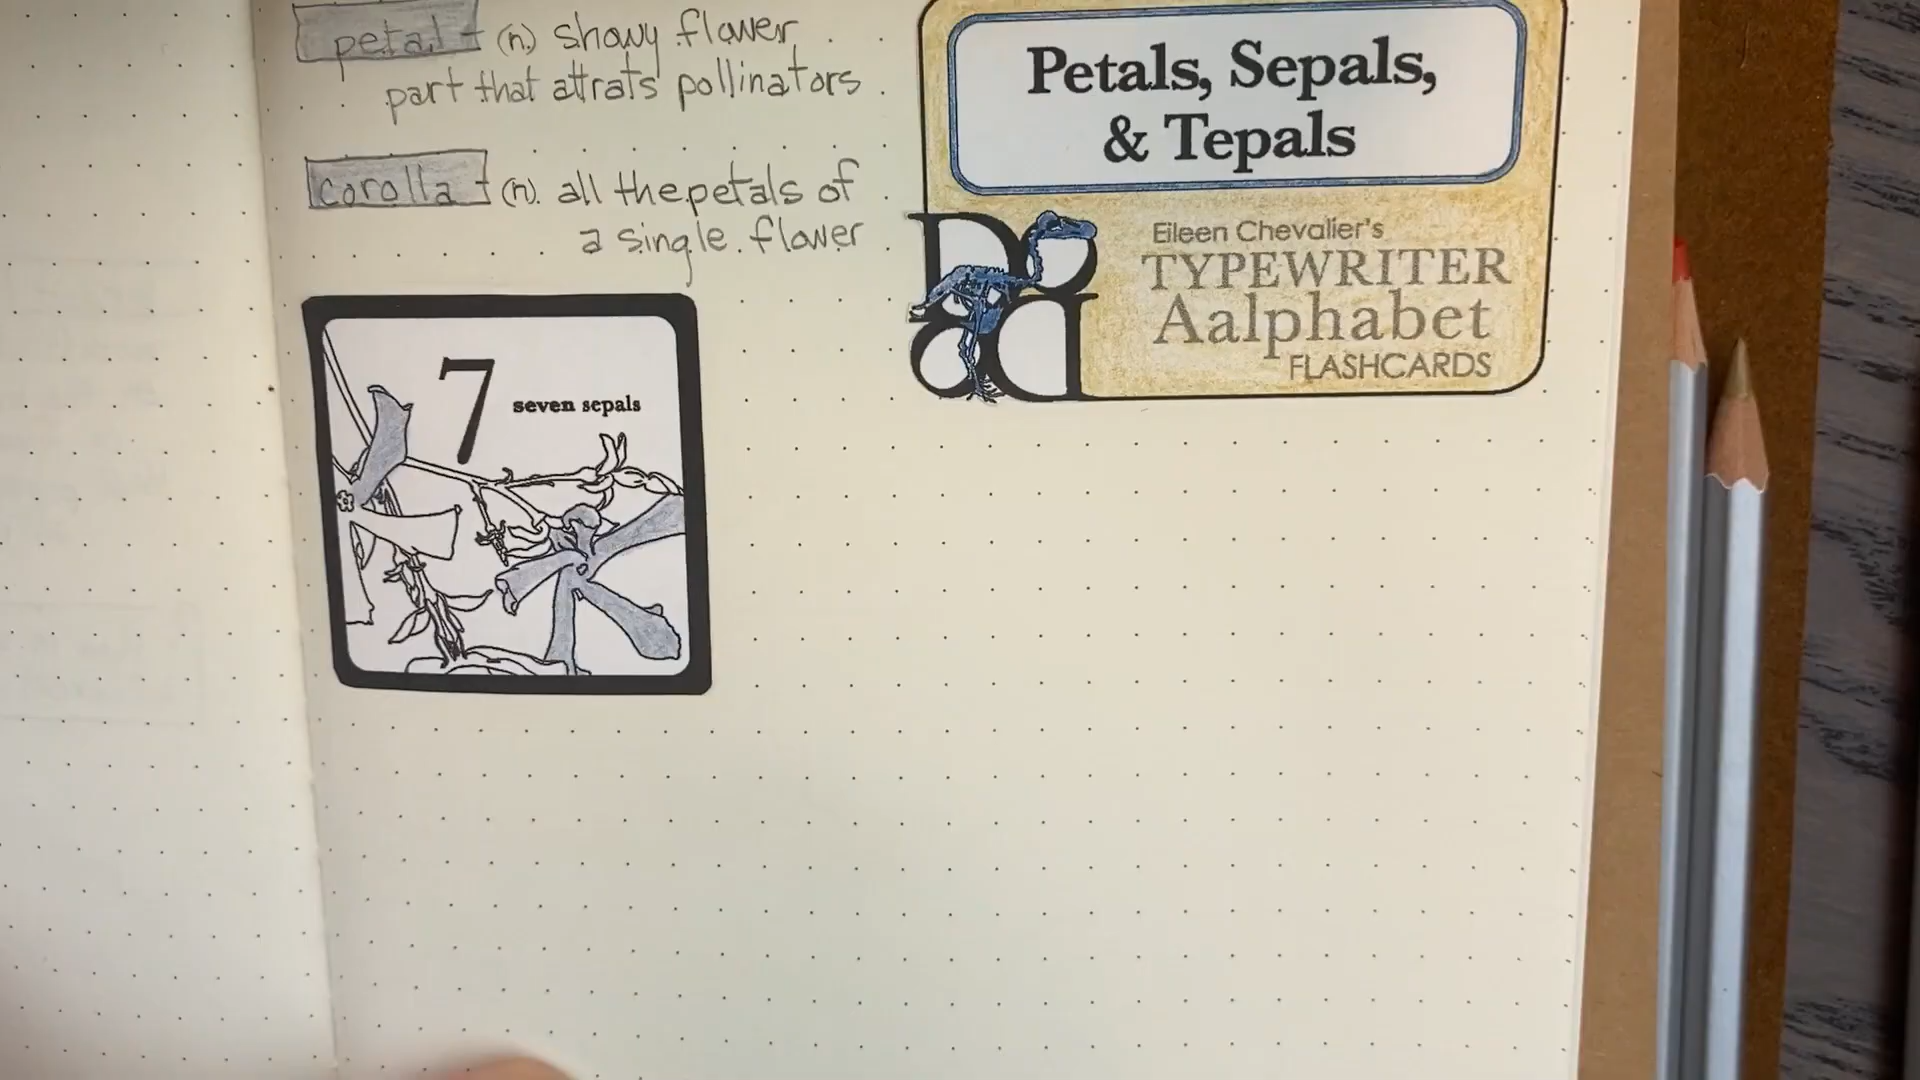 petal - (n.) showy flower
part that attrats pollinators
corolla - (n). all the petals of
a single flower
7
seven sepals
Petals, Sepals,
& Tepals
Eileen Chevalier's
TYPEWRITER
Aalphabet
FLASHCARDS